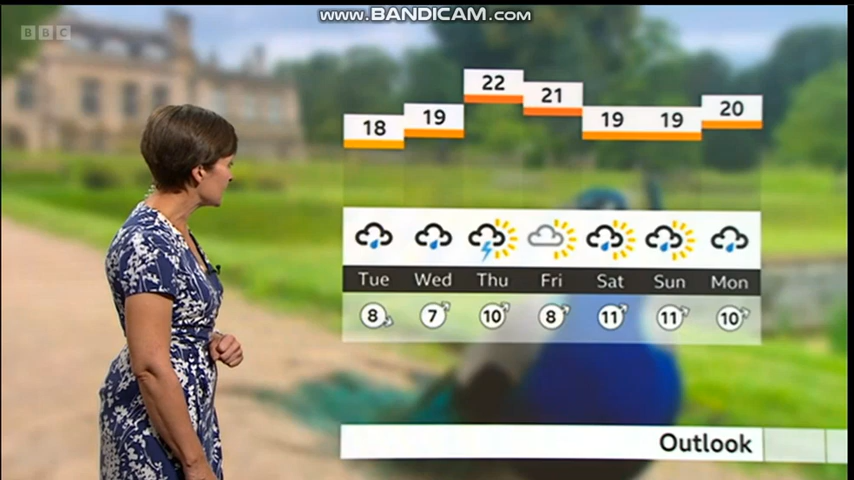 BBC
WWW.BANDICAM.COM
18 19 22 21 19 19 20
Tue Wed Thu Fri Sat Sun Mon
8 7 10 8 11 11 10
Outlook